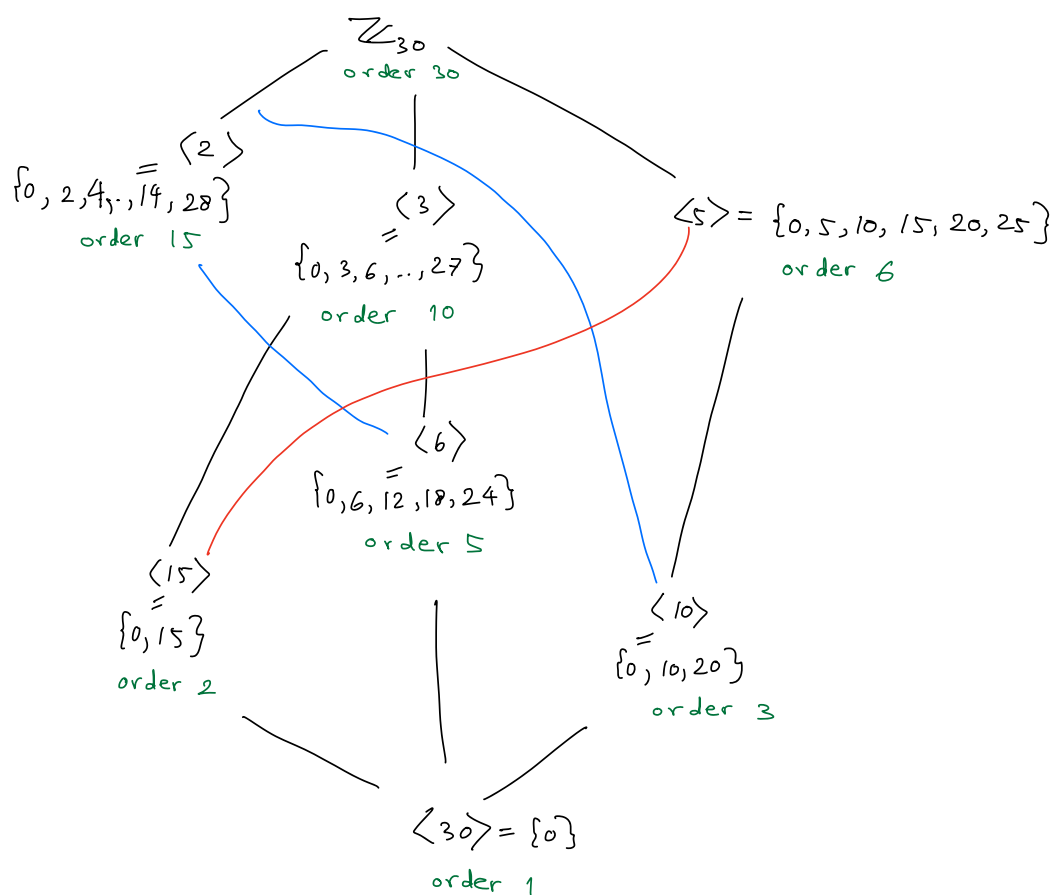 ℤ₃₀
order 30
⟨2⟩
=
{0, 2, 4, .., 14, 28}
order 15
⟨3⟩
=
{0, 3, 6, ..., 27}
order 10
⟨5⟩ = {0, 5, 10, 15, 20, 25}
order 6
⟨6⟩
=
{0, 6, 12, 18, 24}
order 5
⟨15⟩
=
{0, 15}
order 2
⟨10⟩
=
{0, 10, 20}
order 3
⟨30⟩ = {0}
order 1